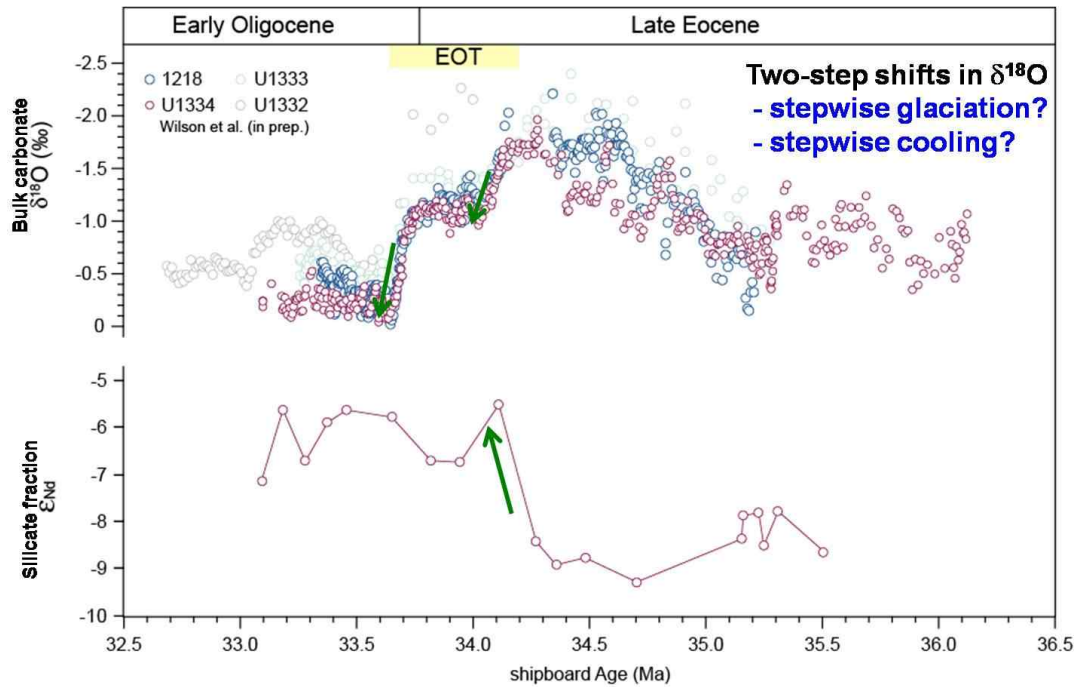 Early Oligocene
Late Eocene
EOT
1218
U1333
U1334
U1332
Wilson et al. (in prep.)
Two-step shifts in δ¹⁸O
- stepwise glaciation?
- stepwise cooling?
Bulk carbonate
δ¹⁸O (‰)
-2.5
-2.0
-1.5
-1.0
-0.5
0
Silicate fraction
εNd
-5
-6
-7
-8
-9
-10
32.5
33.0
33.5
34.0
34.5
35.0
35.5
36.0
36.5
shipboard Age (Ma)